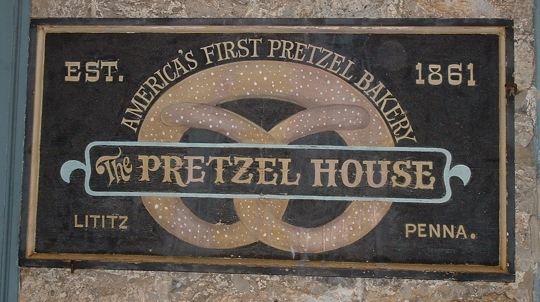 AMERICA'S FIRST PRETZEL BAKERY
EST. 1861
The PRETZEL HOUSE
LITITZ PENNA.